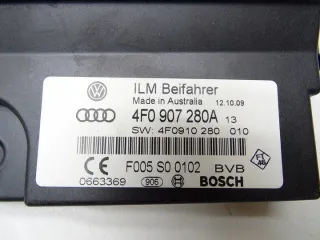 ILM Beifahrer
Made in Australia 12.10.09
4F0 907 280A 13
SW: 4F0910 280 010
CE F005 S0 0102 BVB
0663369 905 BOSCH